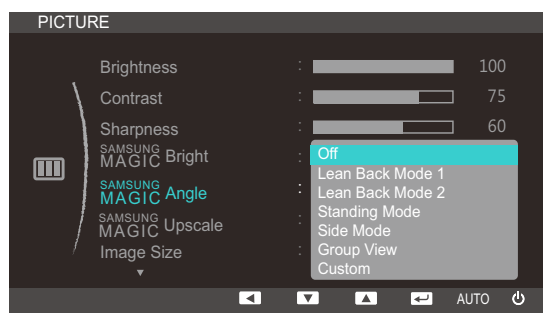 PICTURE
Brightness : 100
Contrast : 75
Sharpness : 60
SAMSUNG MAGIC Bright :
SAMSUNG MAGIC Angle :
SAMSUNG MAGIC Upscale :
Image Size :
Off
Lean Back Mode 1
Lean Back Mode 2
Standing Mode
Side Mode
Group View
Custom
AUTO